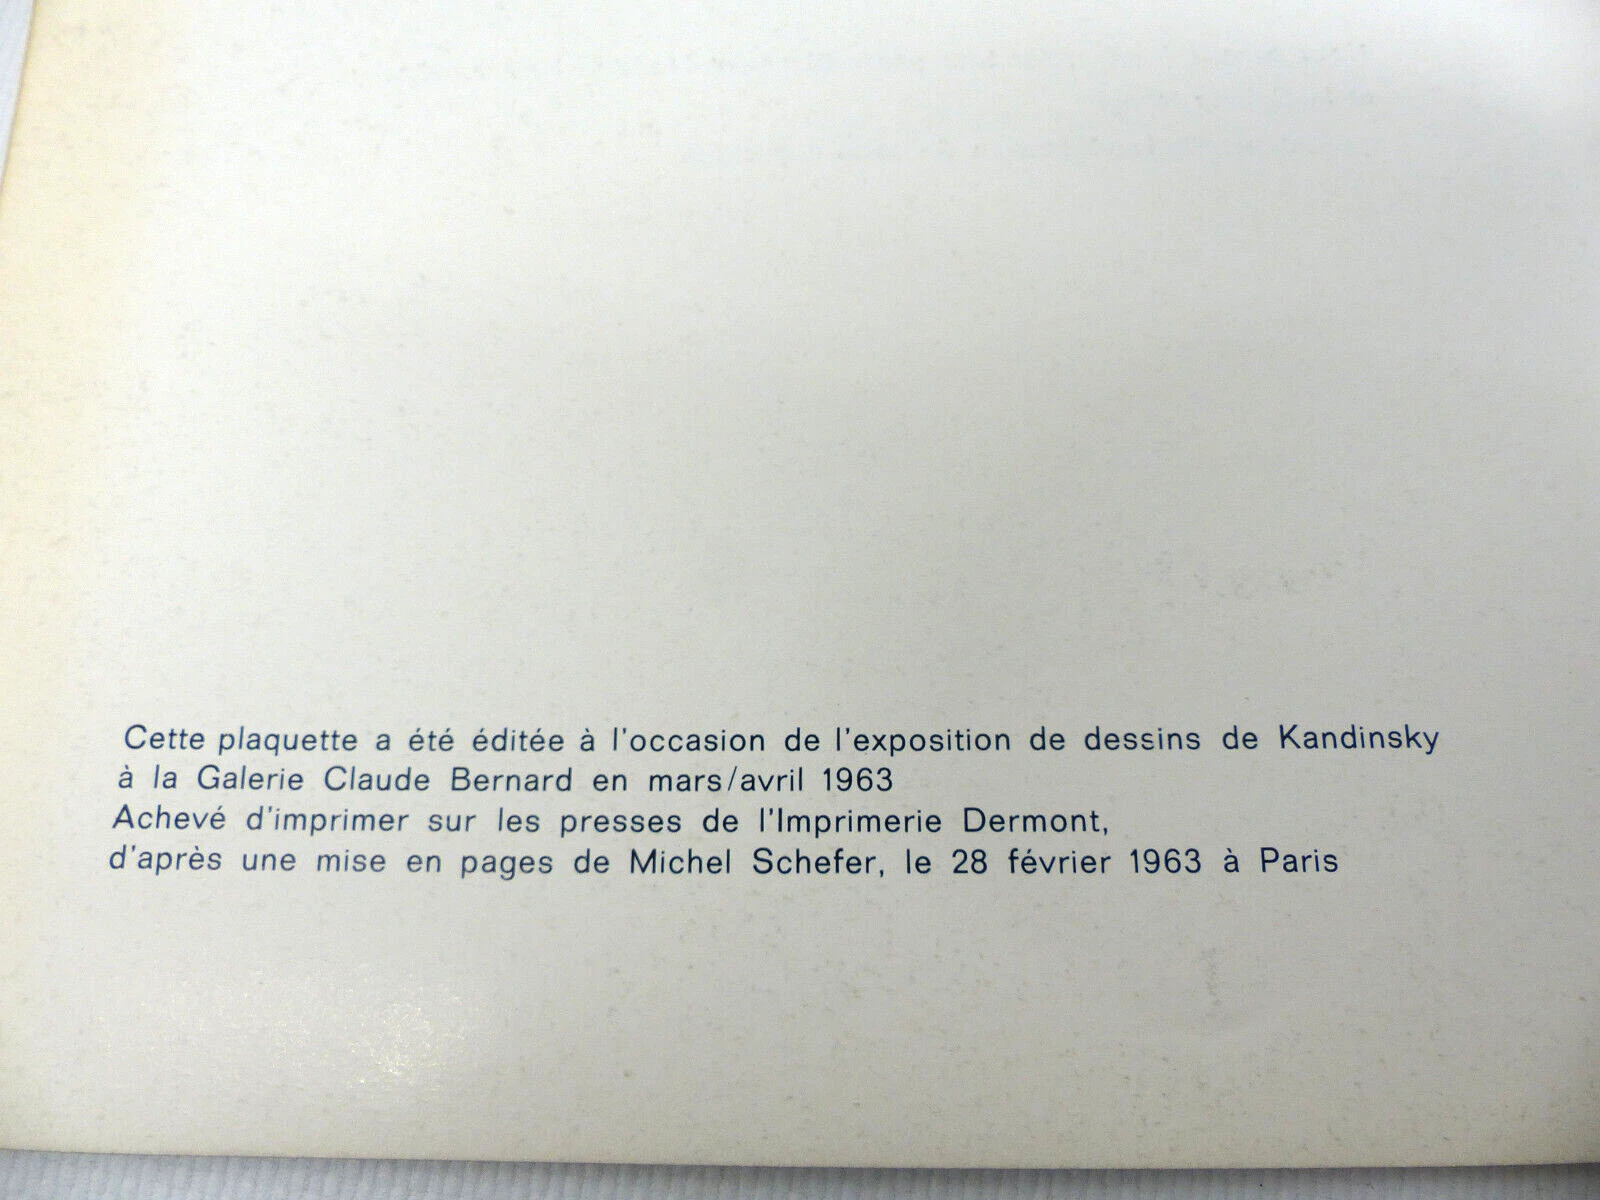 Cette plaquette a été éditée à l'occasion de l'exposition de dessins de Kandinsky
à la Galerie Claude Bernard en mars/avril 1963
Achevé d'imprimer sur les presses de l'Imprimerie Dermont,
d'après une mise en pages de Michel Schefer, le 28 février 1963 à Paris